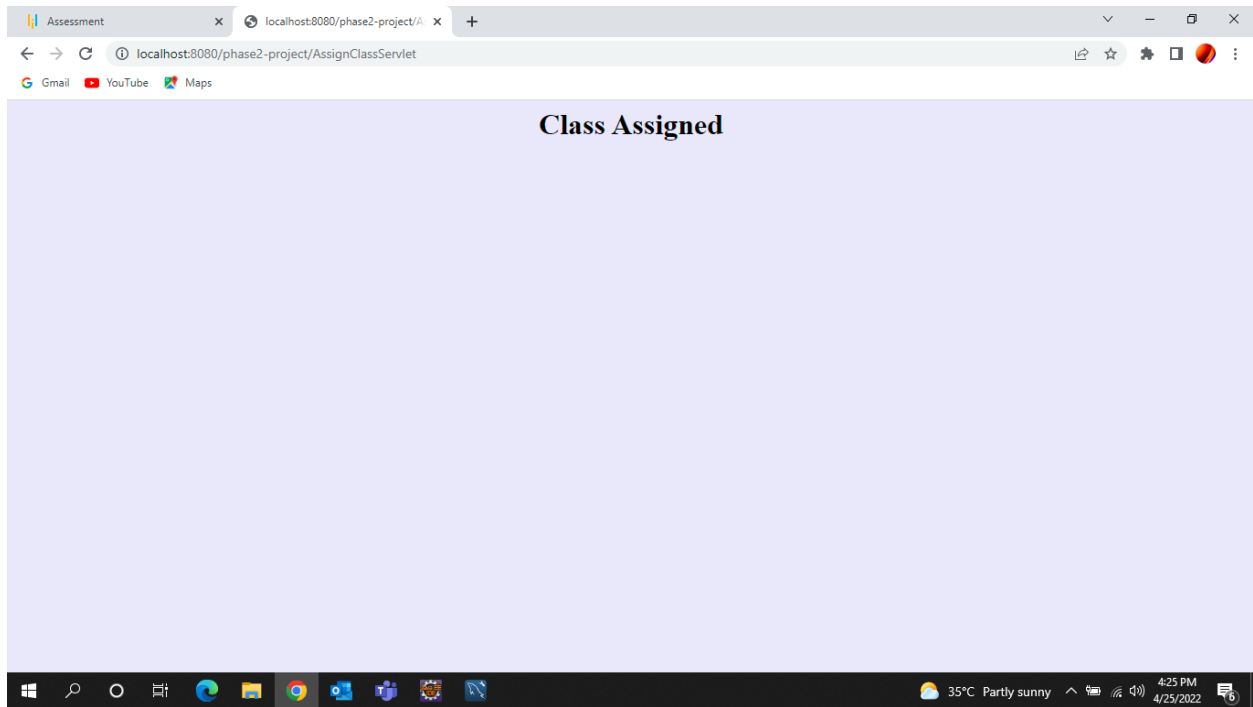 Assessment
localhost:8080/phase2-project/A
localhost:8080/phase2-project/AssignClassServlet
Gmail YouTube Maps
Class Assigned
35°C Partly sunny
4:25 PM
4/25/2022
6